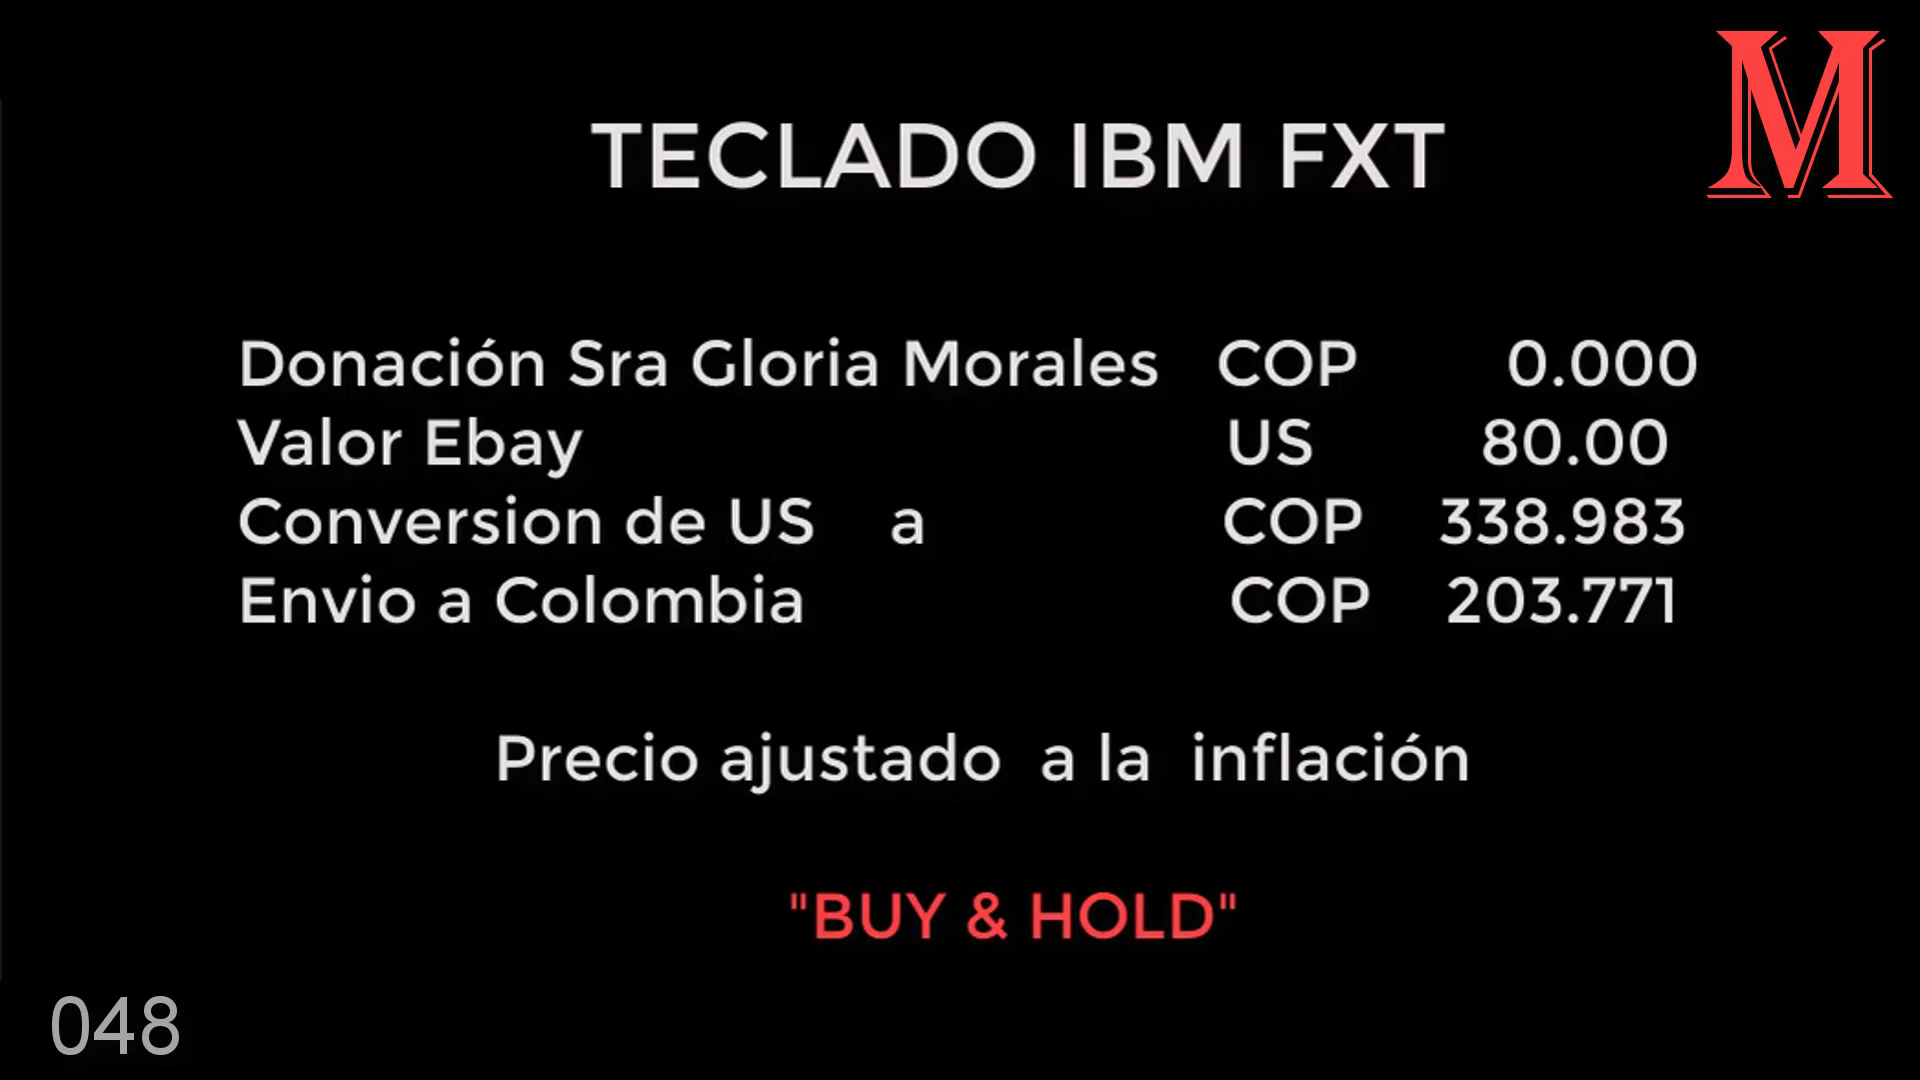 M
TECLADO IBM FXT
Donación Sra Gloria Morales COP 0.000
Valor Ebay US 80.00
Conversion de US a COP 338.983
Envio a Colombia COP 203.771
Precio ajustado a la inflación
"BUY & HOLD"
048